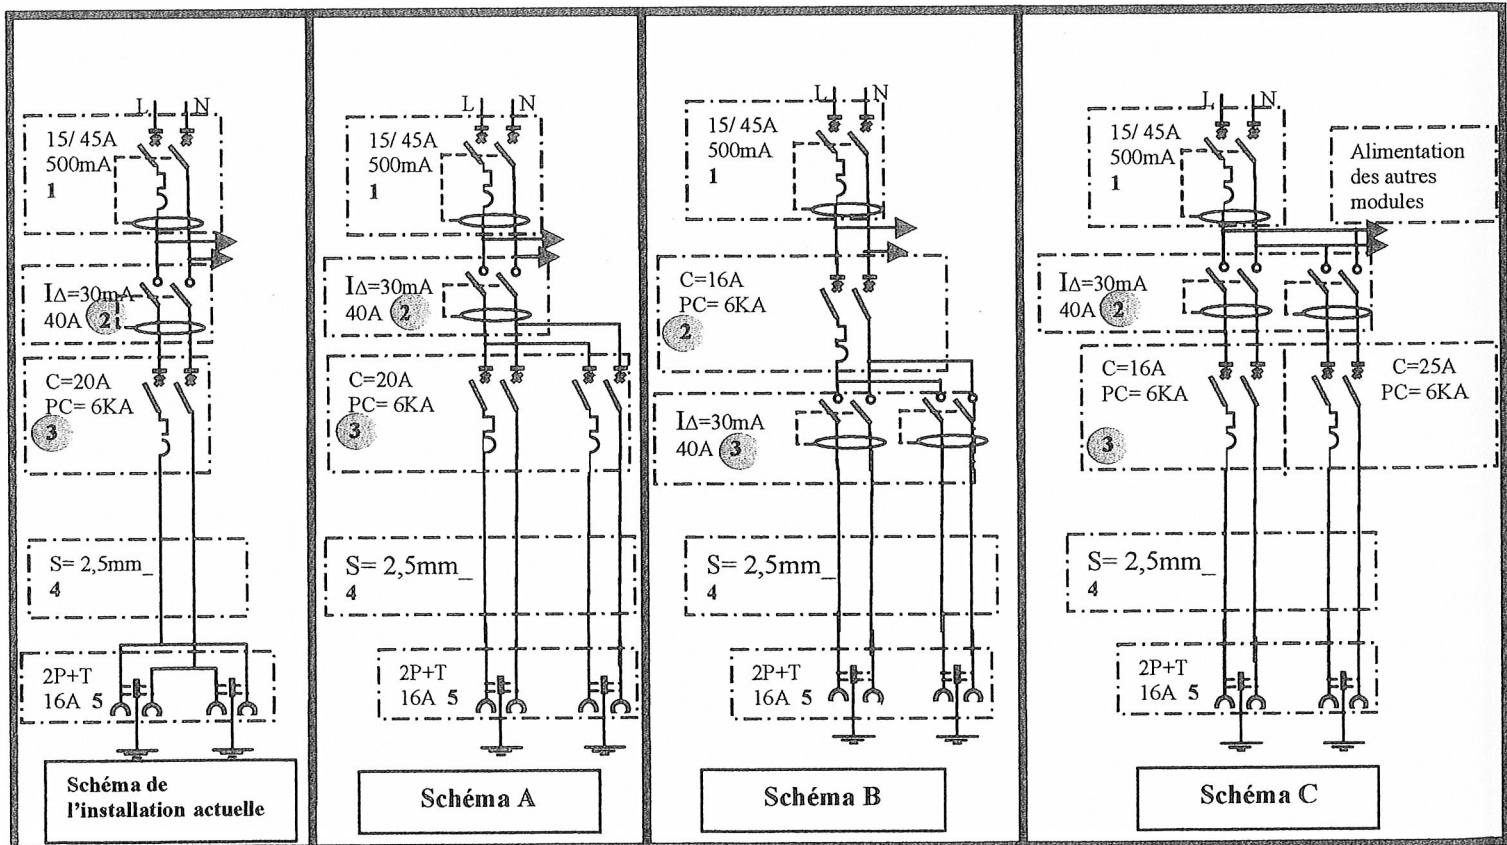 L N
15/ 45A
500mA
1
IΔ=30mA
40A 2
C=20A
PC= 6KA
3
S= 2,5mm_
4
2P+T
16A 5
Schéma de
l'installation actuelle
L N
15/ 45A
500mA
1
IΔ=30mA
40A 2
C=20A
PC= 6KA
3
S= 2,5mm_
4
2P+T
16A 5
Schéma A
L N
15/ 45A
500mA
1
C=16A
PC= 6KA
2
IΔ=30mA
40A 3
S= 2,5mm_
4
2P+T
16A 5
Schéma B
L N
15/ 45A
500mA
1
Alimentation
des autres
modules
IΔ=30mA
40A 2
C=16A
PC= 6KA
3
C=25A
PC= 6KA
S= 2,5mm_
4
2P+T
16A 5
Schéma C